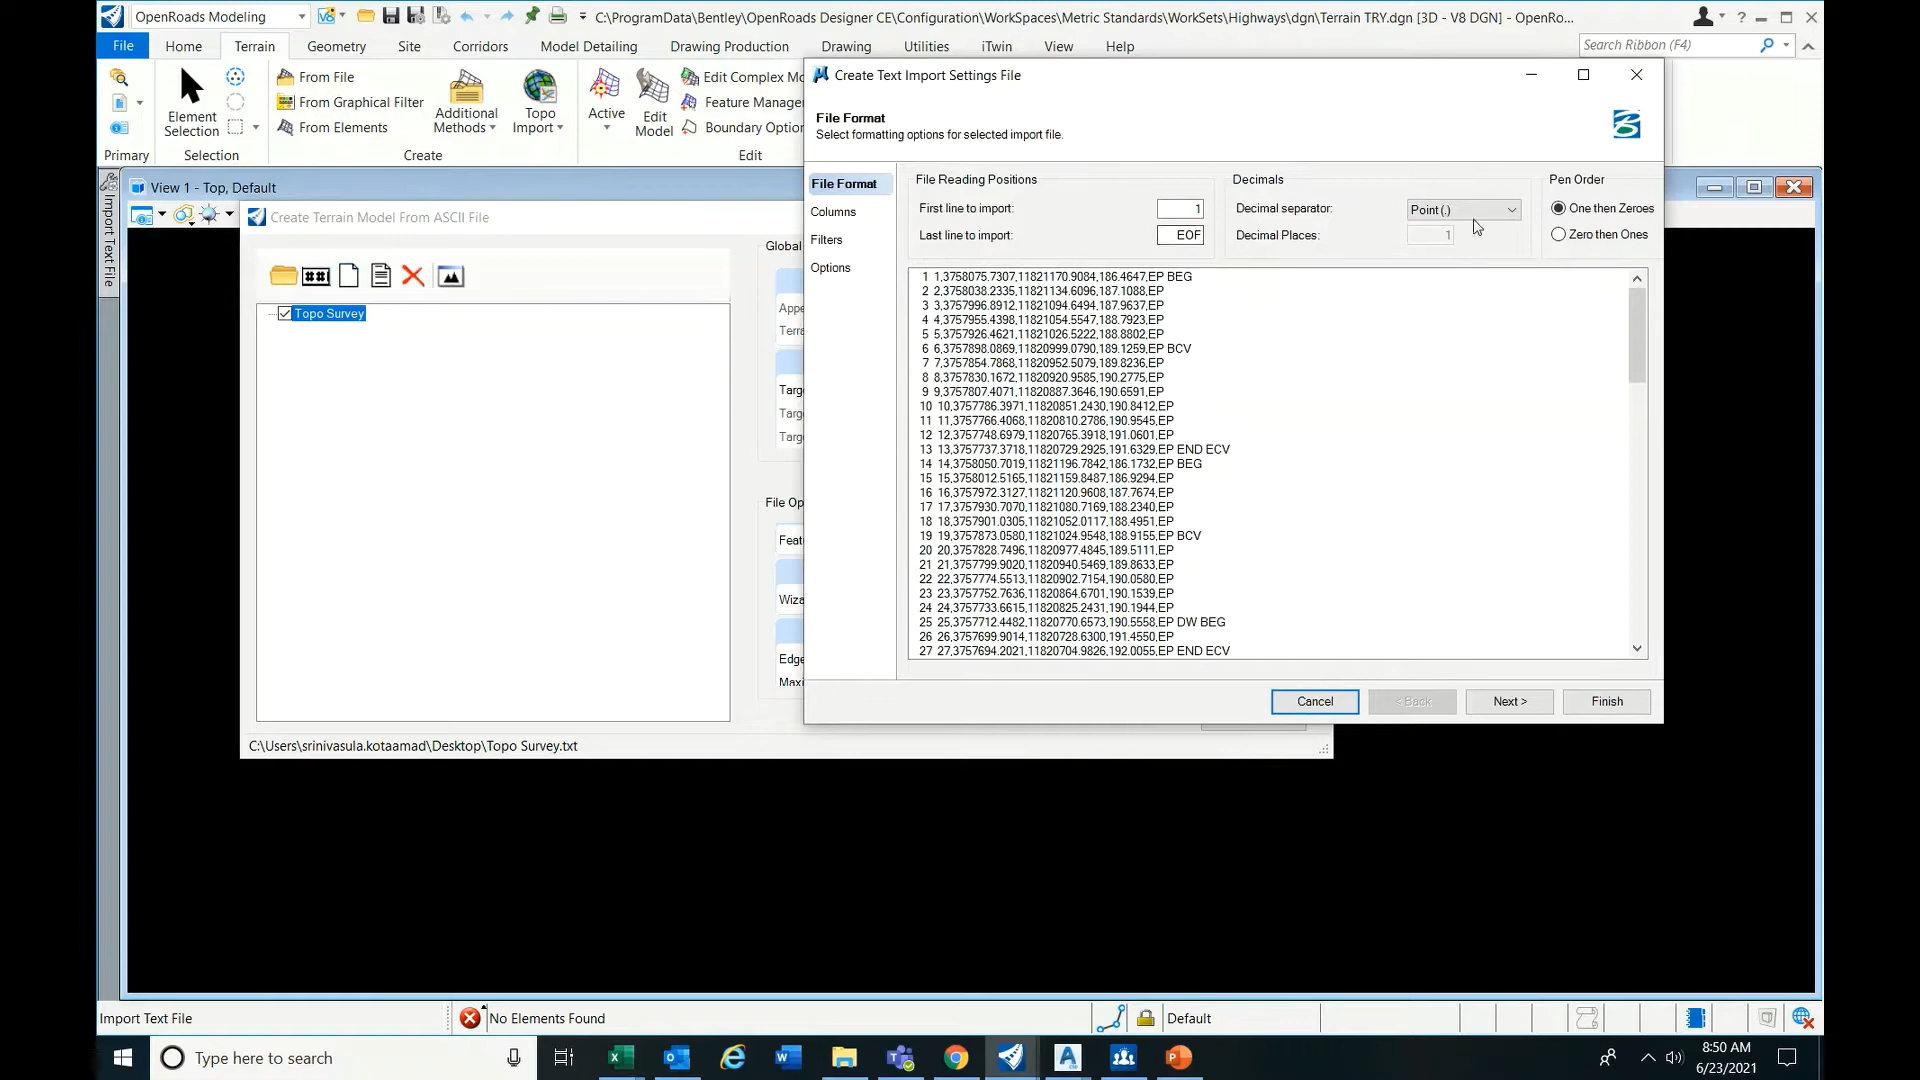 OpenRoads Modeling
C:\ProgramData\Bentley\OpenRoads Designer CE\Configuration\WorkSpaces\Metric Standards\WorkSets\Highways\dgn\Terrain TRY.dgn [3D - V8 DGN] - OpenRo...
File Home Terrain Geometry Site Corridors Model Detailing Drawing Production Drawing Utilities iTwin View Help
Search Ribbon (F4)
Element Selection
From File
From Graphical Filter
From Elements
Additional Methods
Topo Import
Active
Edit Model
Edit Complex Mo
Feature Manager
Boundary Option
Primary Selection Create Edit
Import Text File
View 1 - Top, Default
Create Terrain Model From ASCII File
Topo Survey
Global
Appe
Terra
Targe
Targe
Targe
File Op
Featu
Wiza
Edge
Maxi
C:\Users\srinivasula.kotaamad\Desktop\Topo Survey.txt
Create Text Import Settings File
File Format
Select formatting options for selected import file.
File Format
Columns
Filters
Options
File Reading Positions
First line to import: 1
Last line to import: EOF
Decimals
Decimal separator: Point (.)
Decimal Places: 1
Pen Order
One then Zeroes
Zero then Ones
1 1,3758075.7307,11821170.9084,186.4647,EP BEG
2 2,3758038.2335,11821134.6096,187.1088,EP
3 3,3757996.8912,11821094.6494,187.9637,EP
4 4,3757955.4398,11821054.5547,188.7923,EP
5 5,3757926.4621,11821026.5222,188.8802,EP
6 6,3757898.0869,11820999.0790,189.1259,EP BCV
7 7,3757854.7868,11820952.5079,189.8236,EP
8 8,3757830.1672,11820920.9585,190.2775,EP
9 9,3757807.4071,11820887.3646,190.6591,EP
10 10,3757786.3971,11820851.2430,190.8412,EP
11 11,3757766.4068,11820810.2786,190.9545,EP
12 12,3757748.6979,11820765.3918,191.0601,EP
13 13,3757737.3718,11820729.2925,191.6329,EP END ECV
14 14,3758050.7019,11821196.7842,186.1732,EP BEG
15 15,3758012.5165,11821159.8487,186.9294,EP
16 16,3757972.3127,11821120.9608,187.7674,EP
17 17,3757930.7070,11821080.7169,188.2340,EP
18 18,3757901.0305,11821052.0117,188.4951,EP
19 19,3757873.0580,11821024.9548,188.9155,EP BCV
20 20,3757828.7496,11820977.4845,189.5111,EP
21 21,3757799.9020,11820940.5469,189.8633,EP
22 22,3757774.5513,11820902.7154,190.0580,EP
23 23,3757752.7636,11820864.6701,190.1539,EP
24 24,3757733.6615,11820825.2431,190.1944,EP
25 25,3757712.4482,11820770.6573,190.5558,EP DW BEG
26 26,3757699.9014,11820728.6300,191.4550,EP
27 27,3757694.2021,11820704.9826,192.0055,EP END ECV
Cancel < Back Next > Finish
Import Text File
No Elements Found
Default
Type here to search
8:50 AM
6/23/2021